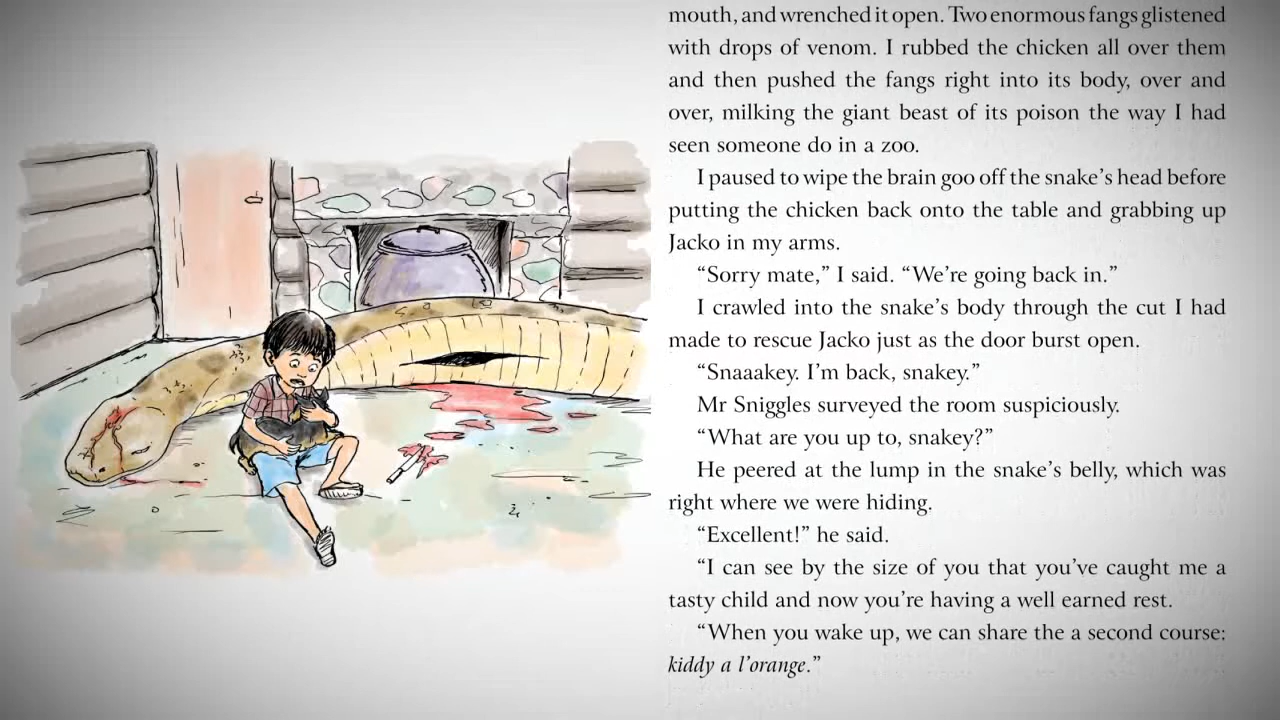 mouth, and wrenched it open. Two enormous fangs glistened
with drops of venom. I rubbed the chicken all over them
and then pushed the fangs right into its body, over and
over, milking the giant beast of its poison the way I had
seen someone do in a zoo.
I paused to wipe the brain goo off the snake’s head before
putting the chicken back onto the table and grabbing up
Jacko in my arms.
“Sorry mate,” I said. “We’re going back in.”
I crawled into the snake’s body through the cut I had
made to rescue Jacko just as the door burst open.
“Snaaakey. I’m back, snakey.”
Mr Sniggles surveyed the room suspiciously.
“What are you up to, snakey?”
He peered at the lump in the snake’s belly, which was
right where we were hiding.
“Excellent!” he said.
“I can see by the size of you that you’ve caught me a
tasty child and now you’re having a well earned rest.
“When you wake up, we can share the a second course:
kiddy a l’orange.”